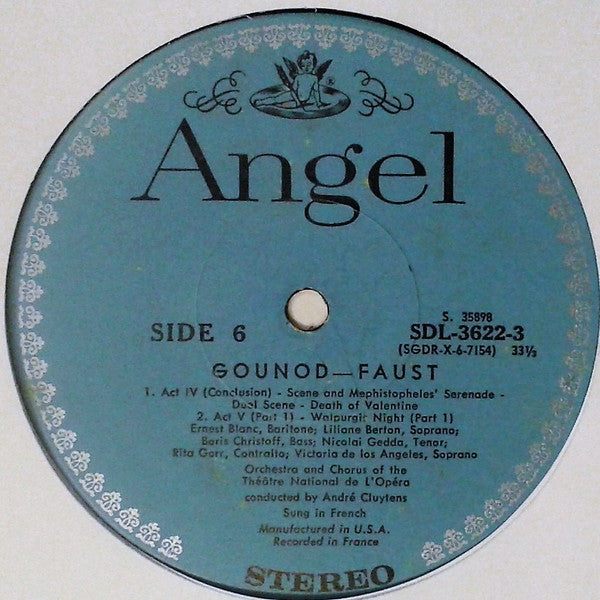 ®
Angel
S. 35898
SIDE 6
SDL-3622-3
(SGDR-X-6-7154) 33⅓
GOUNOD—FAUST
1. Act IV (Conclusion) - Scene and Mephistopheles' Serenade -
Duel Scene - Death of Valentine
2. Act V (Part 1) - Walpurgis Night (Part 1)
Ernest Blanc, Baritone; Liliane Berton, Soprano;
Boris Christoff, Bass; Nicolai Gedda, Tenor;
Rita Gorr, Contralto; Victoria de los Angeles, Soprano
Orchestra and Chorus of the
Théâtre National de L'Opéra
conducted by André Cluytens
Sung in French
Manufactured in U.S.A.
Recorded in France
STEREO